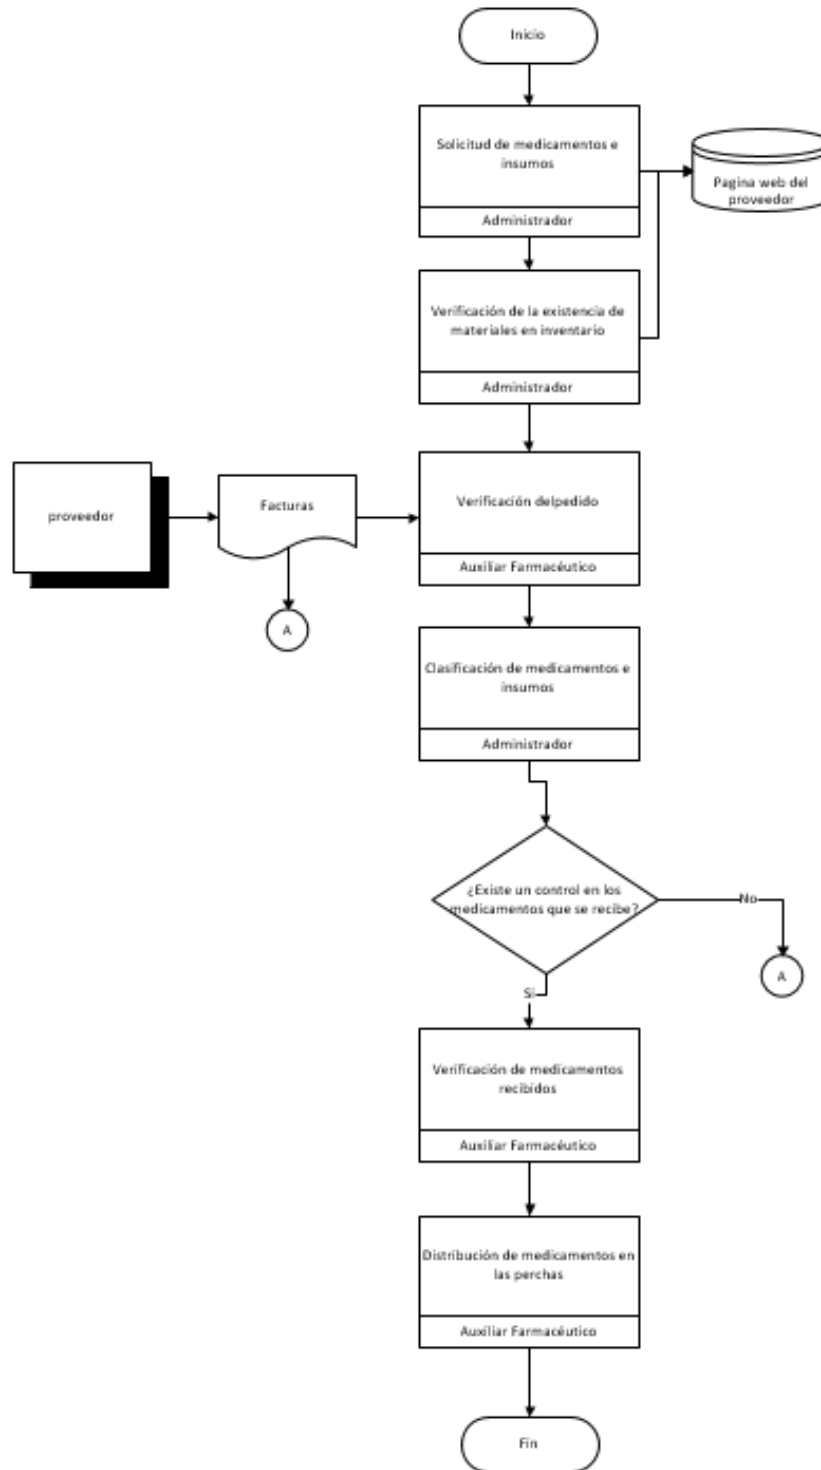 Inicio
Solicitud de medicamentos e
insumos
Administrador
Pagina web del
proveedor
Verificación de la existencia de
materiales en inventario
Administrador
proveedor
Facturas
A
Verificación delpedido
Auxiliar Farmacéutico
Clasificación de medicamentos e
insumos
Administrador
¿Existe un control en los
medicamentos que se recibe?
No
A
Si
Verificación de medicamentos
recibidos
Auxiliar Farmacéutico
Distribución de medicamentos en
las perchas
Auxiliar Farmacéutico
Fin